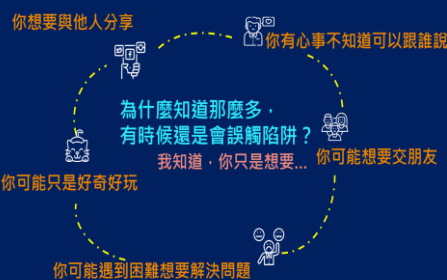 你想要與他人分享
你有心事不知道可以跟誰說
為什麼知道那麼多，
有時候還是會誤觸陷阱？
我知道，你只是想要...
你可能想要交朋友
你可能只是好奇好玩
你可能遇到困難想要解決問題